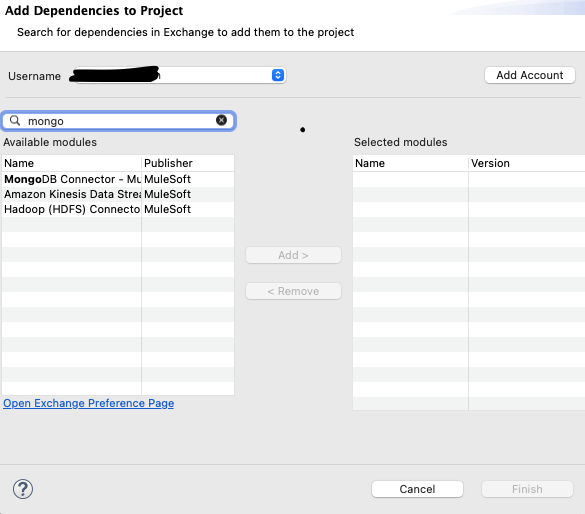 Add Dependencies to Project
Search for dependencies in Exchange to add them to the project
Username
Add Account
mongo
Available modules
Selected modules
Name Publisher
Name Version
MongoDB Connector - Mu MuleSoft
Amazon Kinesis Data Strea MuleSoft
Hadoop (HDFS) Connecto MuleSoft
Add >
< Remove
Open Exchange Preference Page
?
Cancel
Finish